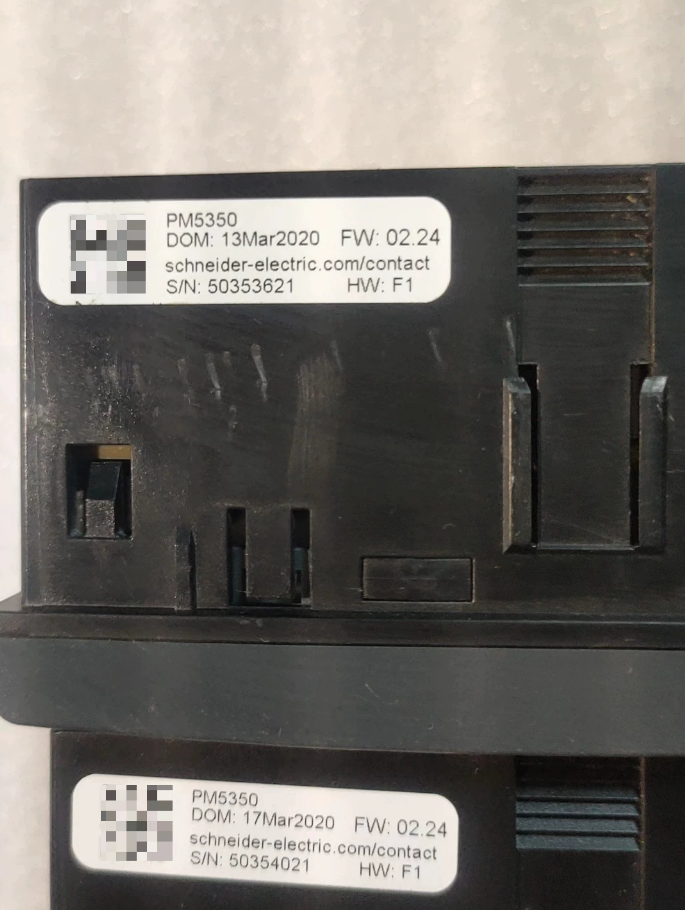 PM5350
DOM: 13Mar2020 FW: 02.24
schneider-electric.com/contact
S/N: 50353621 HW: F1
PM5350
DOM: 17Mar2020 FW: 02.24
schneider-electric.com/contact
S/N: 50354021 HW: F1